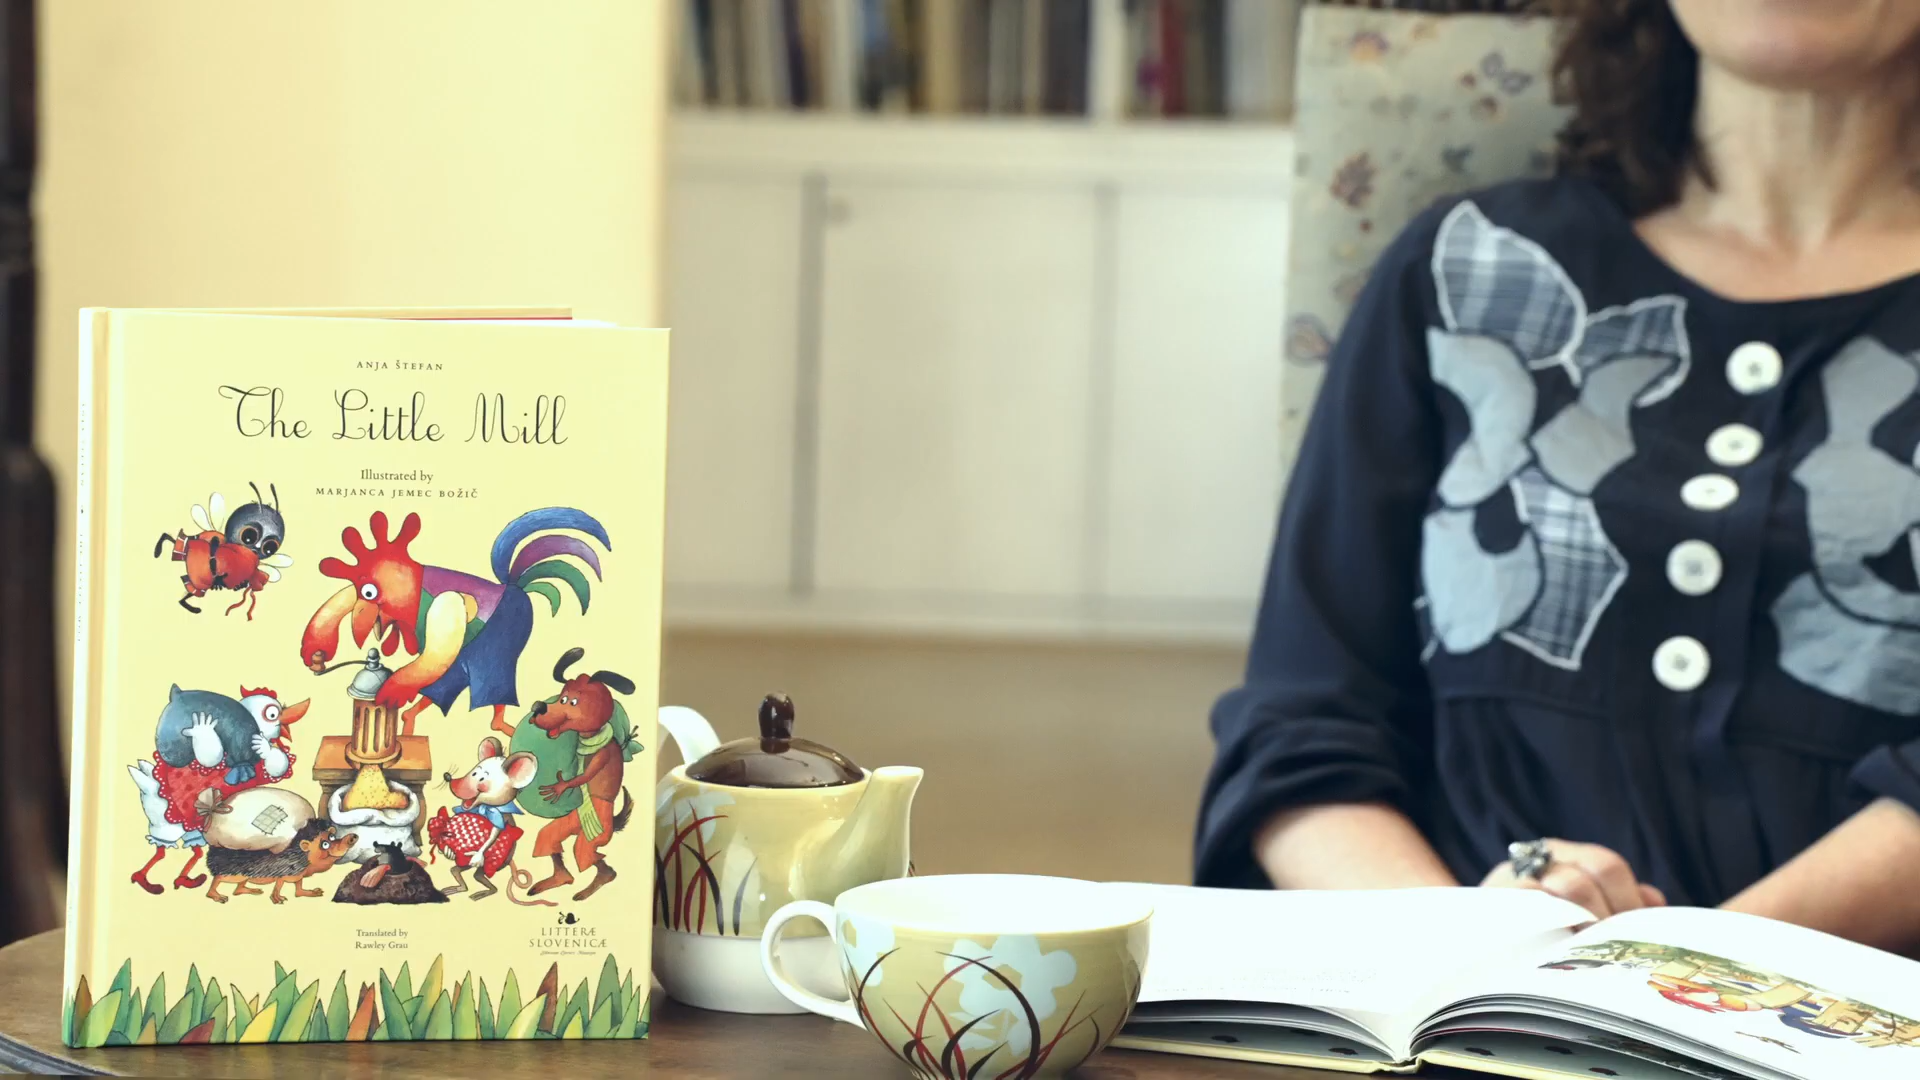 ANJA ŠTEFAN
The Little Mill
Illustrated by
MARJANCA JEMEC BOŽIČ
Translated by
Rawley Grau
LITTERÆ
SLOVENICÆ